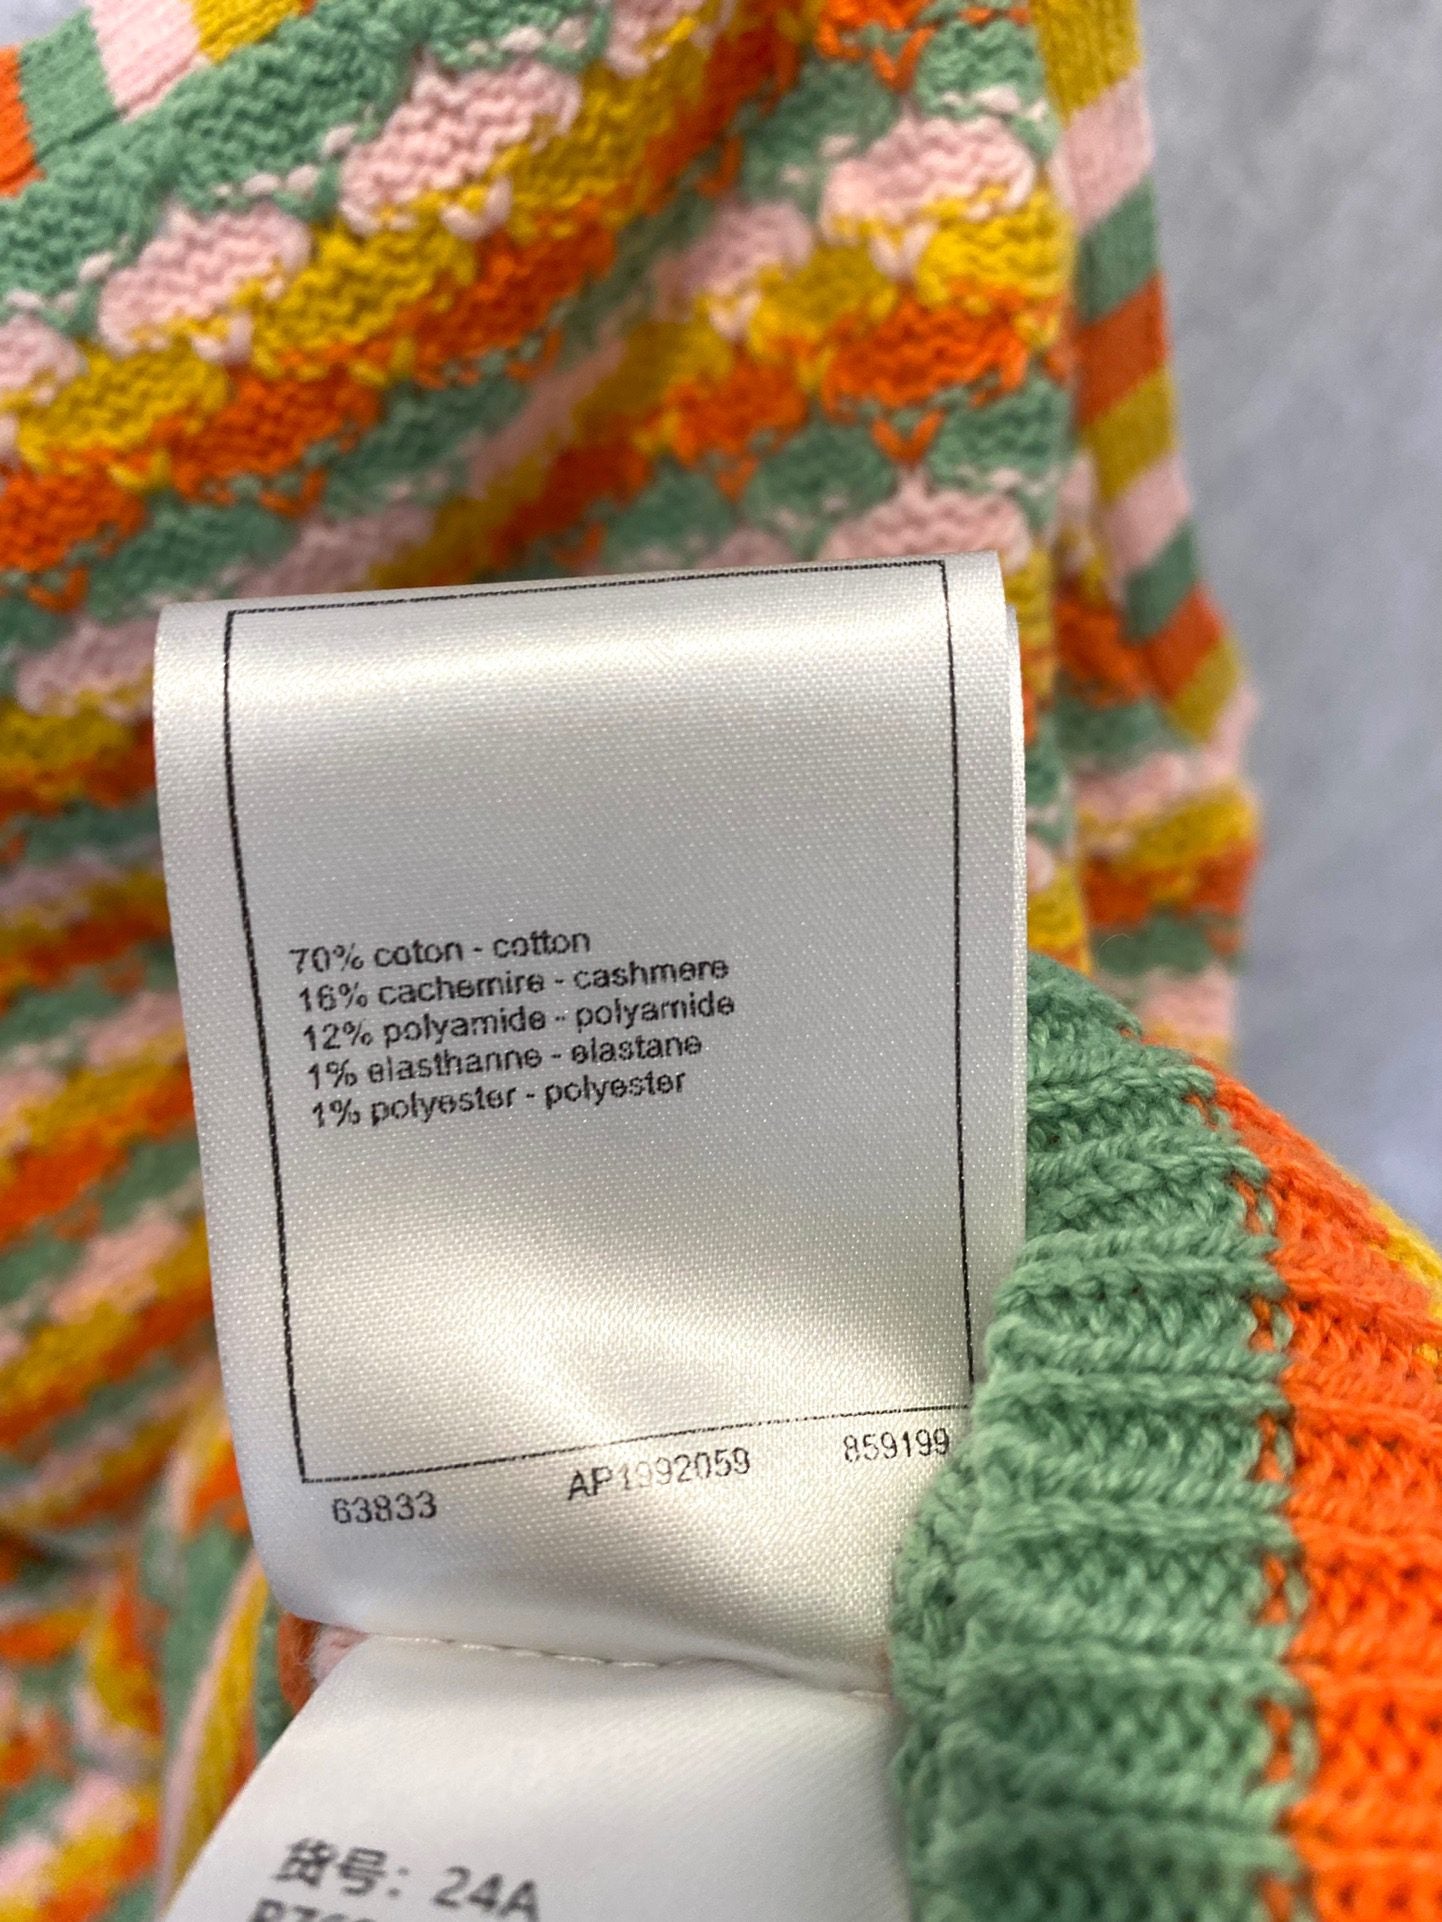 70% coton - cotton
16% cachemire - cashmere
12% polyamide - polyamide
1% elasthanne - elastane
1% polyester - polyester
63833 AP1992059 859199
货号：24A